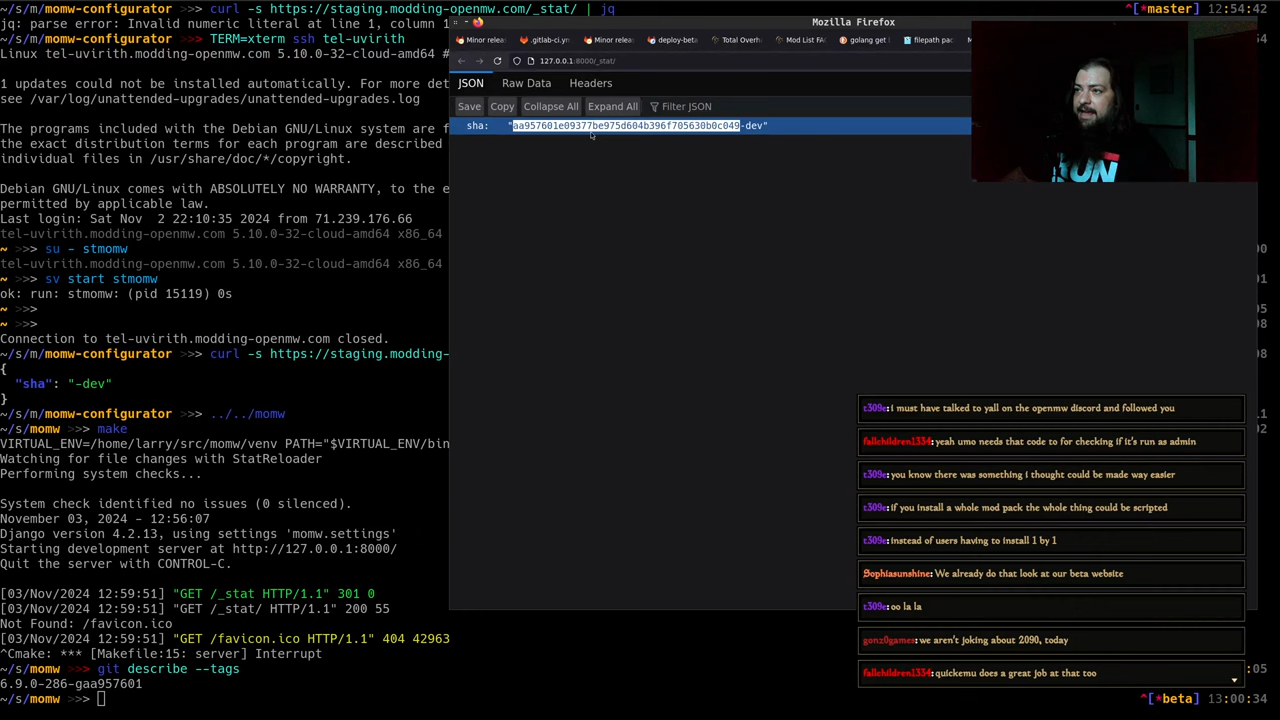 ~/s/m/momw-configurator >>> curl -s https://staging.modding-openmw.com/_stat/ | jq
^[*master] 12:54:42
jq: parse error: Invalid numeric literal at line 1, column 1
~/s/m/momw-configurator >>> TERM=xterm ssh tel-uvirith
Linux tel-uvirith.modding-openmw.com 5.10.0-32-cloud-amd64 #
1 updates could not be installed automatically. For more det
see /var/log/unattended-upgrades/unattended-upgrades.log
The programs included with the Debian GNU/Linux system are f
the exact distribution terms for each program are described
individual files in /usr/share/doc/*/copyright.
Debian GNU/Linux comes with ABSOLUTELY NO WARRANTY, to the e
permitted by applicable law.
Last login: Sat Nov  2 22:10:35 2024 from 71.239.176.66
tel-uvirith.modding-openmw.com 5.10.0-32-cloud-amd64 x86_64
~ >>> su - stmomw
tel-uvirith.modding-openmw.com 5.10.0-32-cloud-amd64 x86_64
~ >>> sv start stmomw
ok: run: stmomw: (pid 15119) 0s
~ >>>
~ >>>
Connection to tel-uvirith.modding-openmw.com closed.
~/s/m/momw-configurator >>> curl -s https://staging.modding-
{
"sha": "-dev"
}
~/s/m/momw-configurator >>> ../../momw
~/s/momw >>> make
VIRTUAL_ENV=/home/larry/src/momw/venv PATH="$VIRTUAL_ENV/bin
Watching for file changes with StatReloader
Performing system checks...
System check identified no issues (0 silenced).
November 03, 2024 - 12:56:07
Django version 4.2.13, using settings 'momw.settings'
Starting development server at http://127.0.0.1:8000/
Quit the server with CONTROL-C.
[03/Nov/2024 12:59:51] "GET /_stat HTTP/1.1" 301 0
[03/Nov/2024 12:59:51] "GET /_stat/ HTTP/1.1" 200 55
Not Found: /favicon.ico
[03/Nov/2024 12:59:51] "GET /favicon.ico HTTP/1.1" 404 42963
^Cmake: *** [Makefile:15: server] Interrupt
~/s/momw >>> git describe --tags
6.9.0-286-gaa957601
~/s/momw >>>
^[*beta] 13:00:34
Mozilla Firefox
Minor relea
.gitlab-ci.yn
Minor relea
deploy-beta
Total Overh
Mod List FA
golang get l
filepath pac
127.0.0.1:8000/_stat/
JSON Raw Data Headers
Save Copy Collapse All Expand All Filter JSON
sha: "aa957601e09377be975d604b396f705630b0c049-dev"
t309e: i must have talked to yall on the openmw discord and followed you
fallchildren1334: yeah umo needs that code to for checking if it's run as admin
t309e: you know there was something i thought could be made way easier
t309e: if you install a whole mod pack the whole thing could be scripted
t309e: instead of users having to install 1 by 1
Sophiasunshine: We already do that look at our beta website
t309e: oo la la
gonz0games: we aren't joking about 2090, today
fallchildren1334: quickemu does a great job at that too